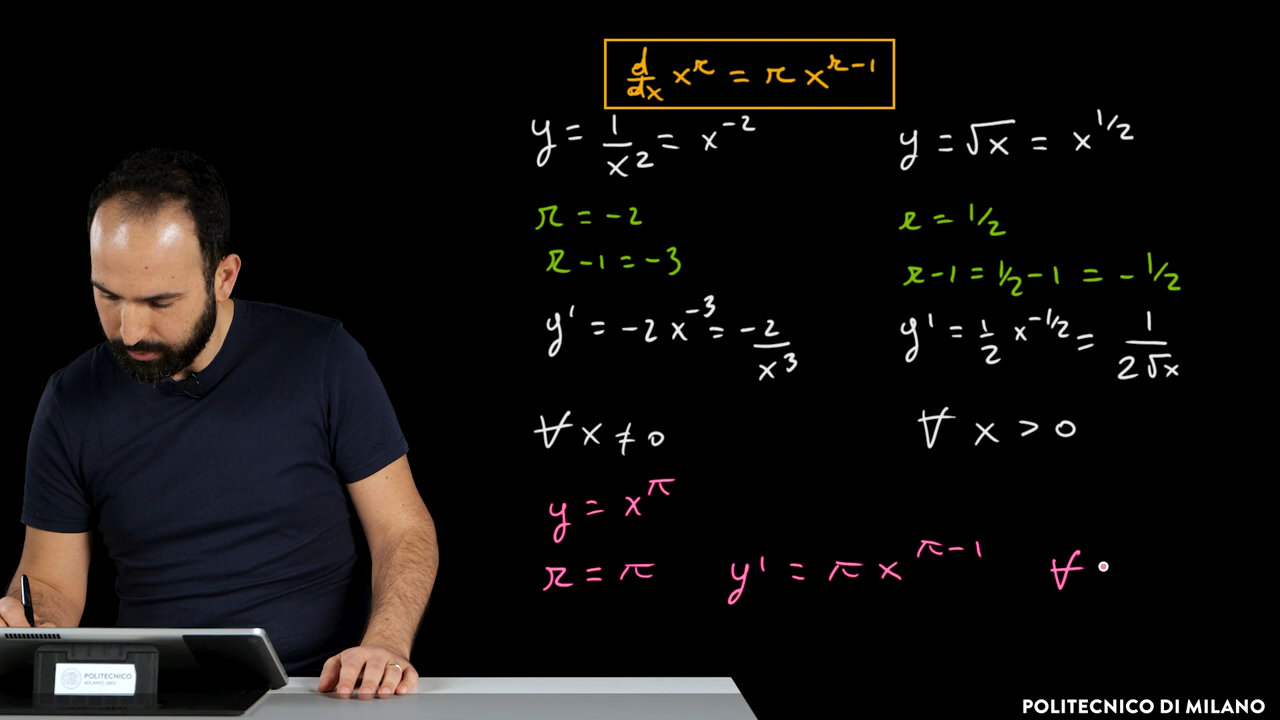 d/dx x^r = r x^(r-1)
y = 1/x² = x^(-2)
r = -2
r - 1 = -3
y' = -2 x^(-3) = -2/x³
∀ x ≠ 0
y = √x = x^(1/2)
r = 1/2
r - 1 = 1/2 - 1 = -1/2
y' = 1/2 x^(-1/2) = 1/(2√x)
∀ x > 0
y = x^π
r = π y' = π x^(π-1) ∀
POLITECNICO
POLITECNICO DI MILANO